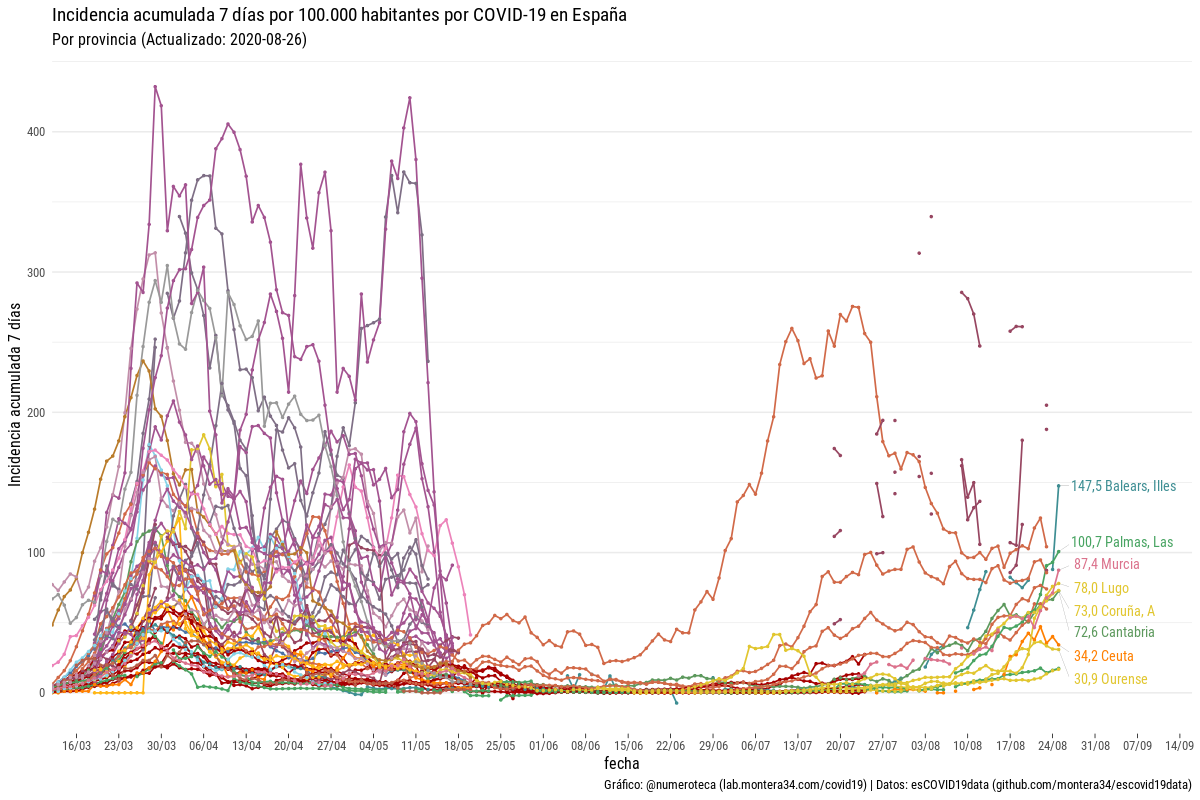 Incidencia acumulada 7 días por 100.000 habitantes por COVID-19 en España
Por provincia (Actualizado: 2020-08-26)
Incidencia acumulada 7 días
400
300
200
100
0
147,5 Balears, Illes
100,7 Palmas, Las
87,4 Murcia
78,0 Lugo
73,0 Coruña, A
72,6 Cantabria
34,2 Ceuta
30,9 Ourense
16/03 23/03 30/03 06/04 13/04 20/04 27/04 04/05 11/05 18/05 25/05 01/06 08/06 15/06 22/06 29/06 06/07 13/07 20/07 27/07 03/08 10/08 17/08 24/08 31/08 07/09 14/09
fecha
Gráfico: @numeroteca (lab.montera34.com/covid19) | Datos: esCOVID19data (github.com/montera34/escovid19data)